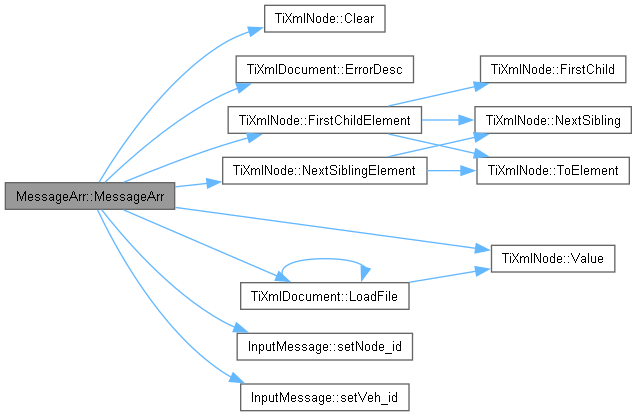 MessageArr::MessageArr
TiXmlNode::Clear
TiXmlDocument::ErrorDesc
TiXmlNode::FirstChildElement
TiXmlNode::NextSiblingElement
TiXmlDocument::LoadFile
InputMessage::setNode_id
InputMessage::setVeh_id
TiXmlNode::FirstChild
TiXmlNode::NextSibling
TiXmlNode::ToElement
TiXmlNode::Value